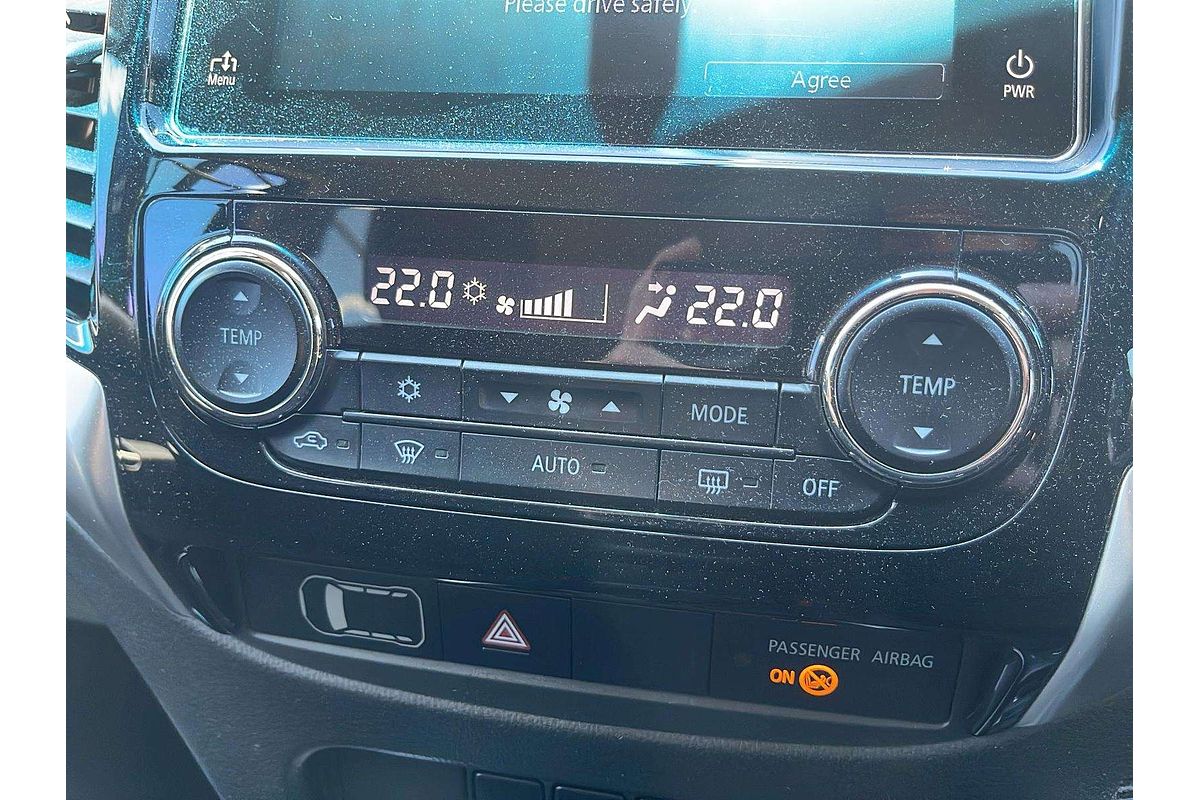 Please drive safely.
Menu
Agree
PWR
22.0 22.0
TEMP
TEMP
MODE
AUTO
OFF
PASSENGER AIRBAG
ON